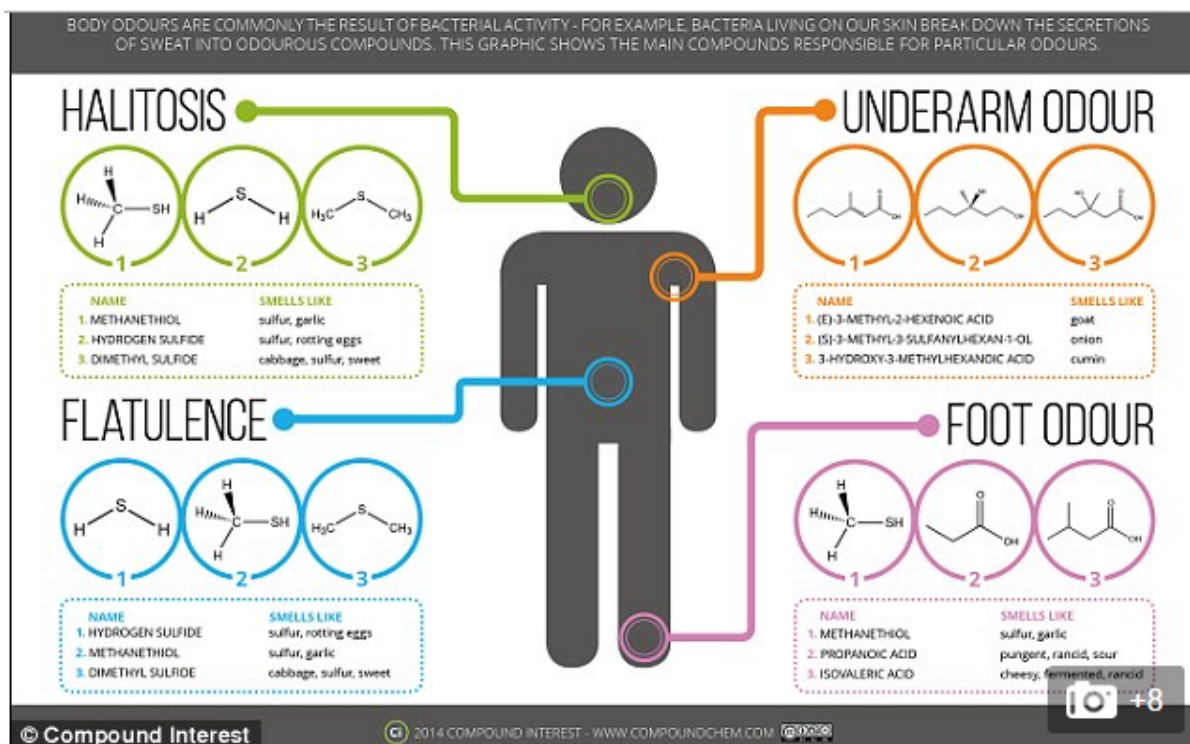 BODY ODOURS ARE COMMONLY THE RESULT OF BACTERIAL ACTIVITY - FOR EXAMPLE, BACTERIA LIVING ON OUR SKIN BREAK DOWN THE SECRETIONS
OF SWEAT INTO ODOUROUS COMPOUNDS. THIS GRAPHIC SHOWS THE MAIN COMPOUNDS RESPONSIBLE FOR PARTICULAR ODOURS.
HALITOSIS
H
H C SH
H
S
H H
S
H₃C CH₃
1 2 3
NAME SMELLS LIKE
1. METHANETHIOL sulfur, garlic
2. HYDROGEN SULFIDE sulfur, rotting eggs
3. DIMETHYL SULFIDE cabbage, sulfur, sweet
UNDERARM ODOUR
O
OH
SH
OH
HO O
OH
1 2 3
NAME SMELLS LIKE
1. (E)-3-METHYL-2-HEXENOIC ACID goat
2. (S)-3-METHYL-3-SULFANYLHEXAN-1-OL onion
3. 3-HYDROXY-3-METHYLHEXANOIC ACID cumin
FLATULENCE
S
H H
H
H C SH
H
S
H₃C CH₃
1 2 3
NAME SMELLS LIKE
1. HYDROGEN SULFIDE sulfur, rotting eggs
2. METHANETHIOL sulfur, garlic
3. DIMETHYL SULFIDE cabbage, sulfur, sweet
FOOT ODOUR
H
H C SH
H
O
OH
O
OH
1 2 3
NAME SMELLS LIKE
1. METHANETHIOL sulfur, garlic
2. PROPANOIC ACID pungent, rancid, sour
3. ISOVALERIC ACID cheesy, fermented, rancid
+8
© Compound Interest
Ci 2014 COMPOUND INTEREST - WWW.COMPOUNDCHEM.COM